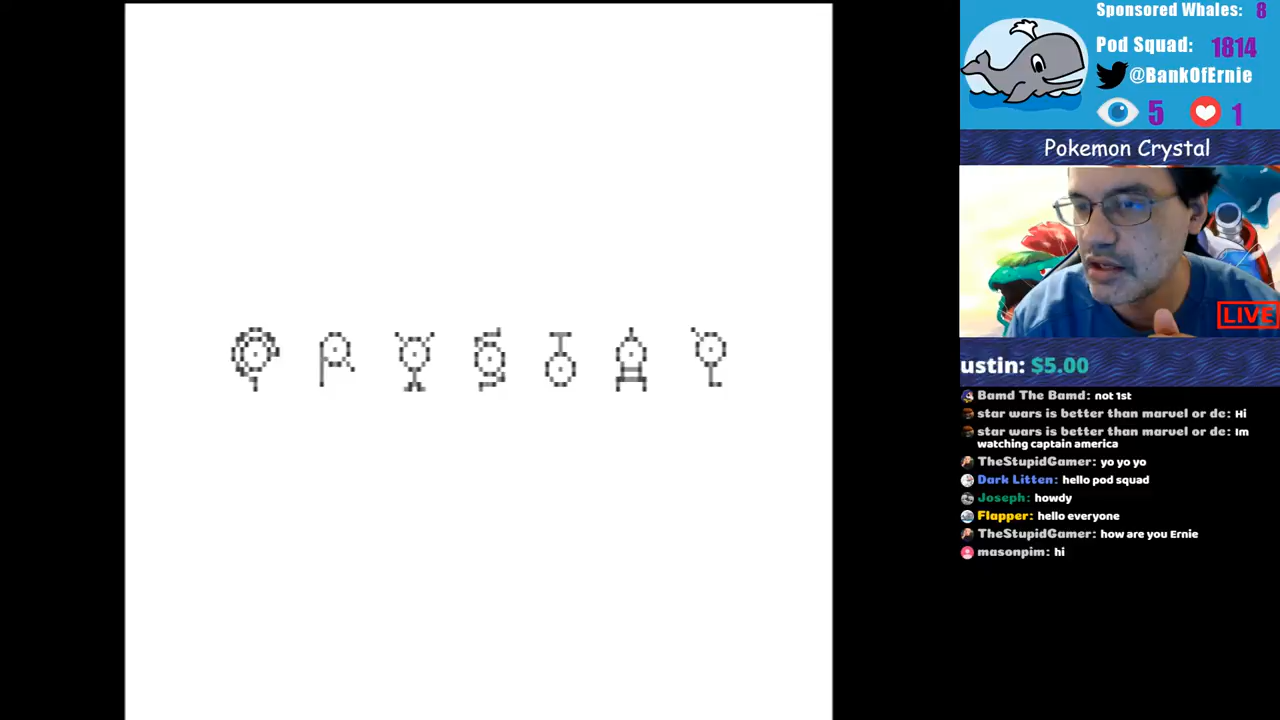 CRYSTAL
Sponsored Whales: 8
Pod Squad: 1814
@BankOfErnie
5 1
Pokemon Crystal
LIVE
ustin: $5.00
Bamd The Bamd: not 1st
star wars is better than marvel or de: Hi
star wars is better than marvel or de: Im
watching captain america
TheStupidGamer: yo yo yo
Dark Litten: hello pod squad
Joseph: howdy
Flapper: hello everyone
TheStupidGamer: how are you Ernie
masonpim: hi